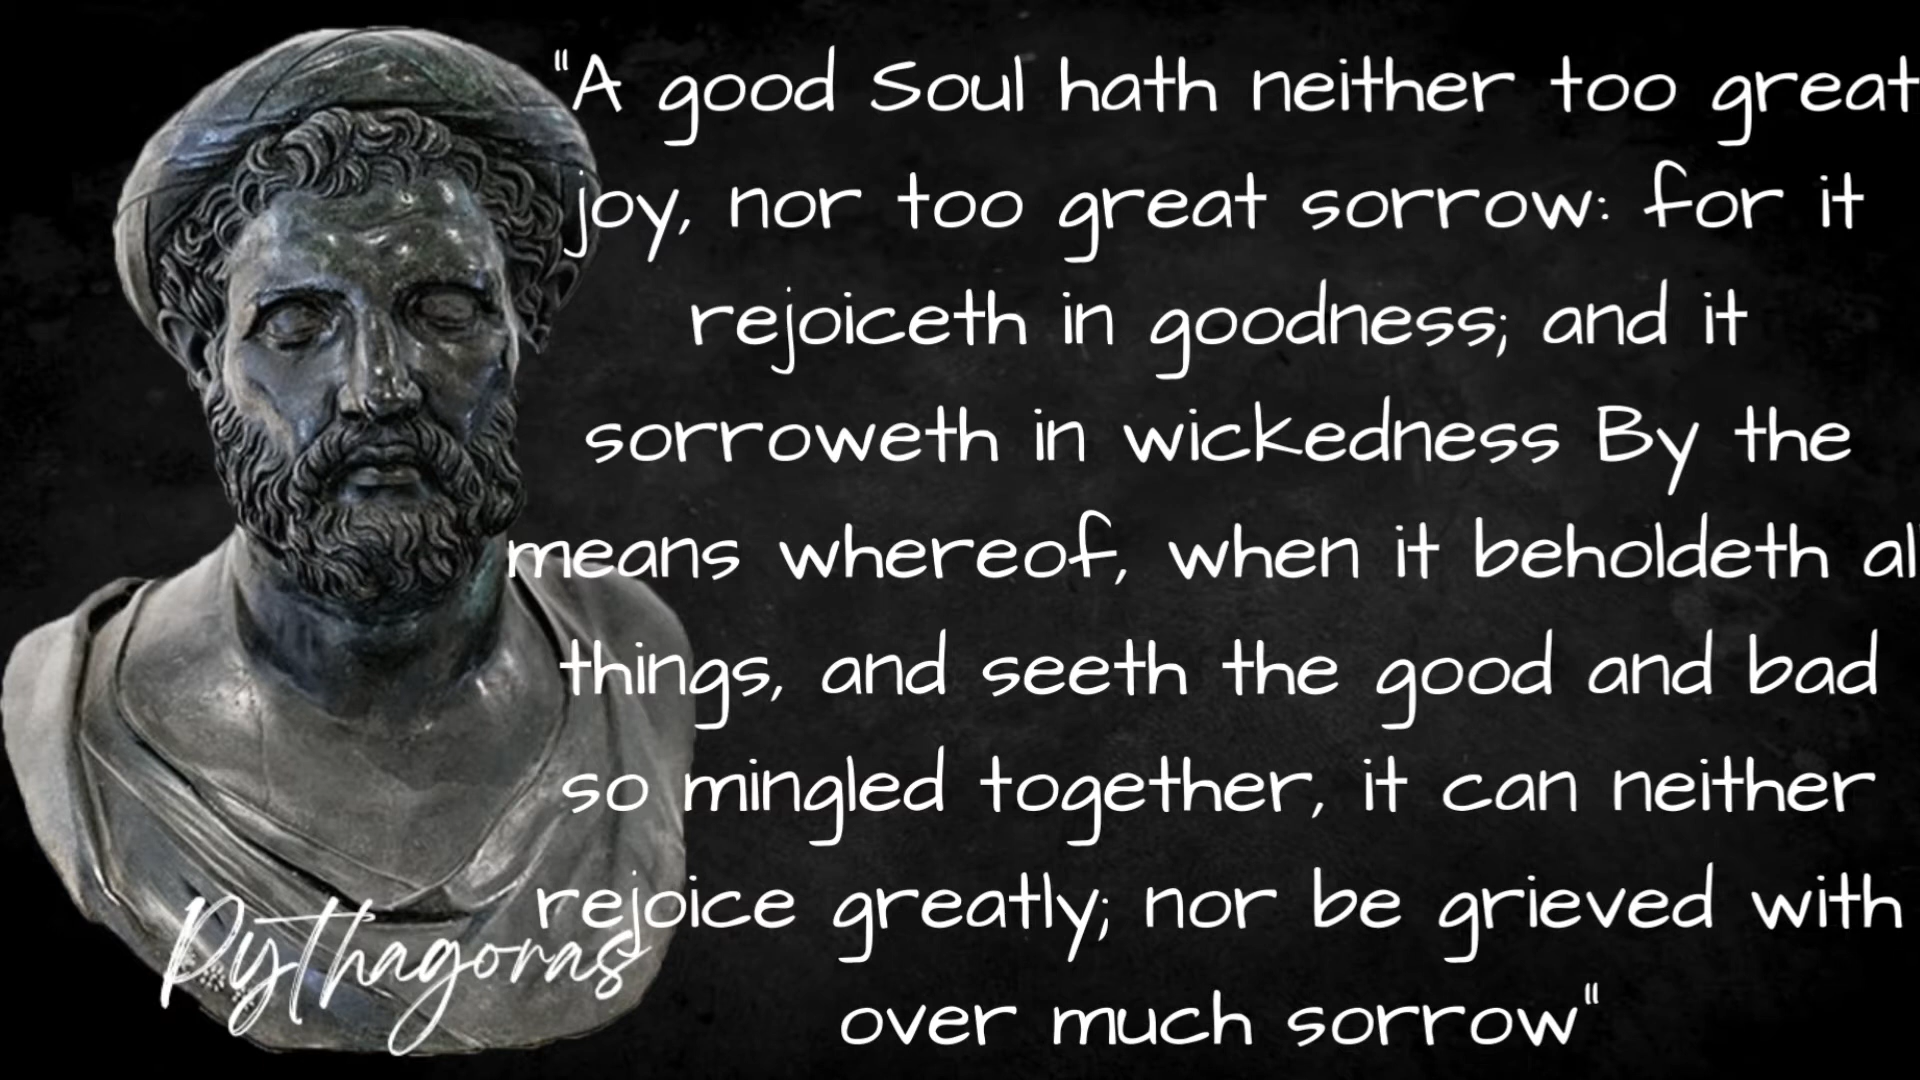 "A good Soul hath neither too great
joy, nor too great sorrow: for it
rejoiceth in goodness; and it
sorroweth in wickedness By the
means whereof, when it beholdeth al
things, and seeth the good and bad
so mingled together, it can neither
rejoice greatly; nor be grieved with
over much sorrow"
Pythagoras